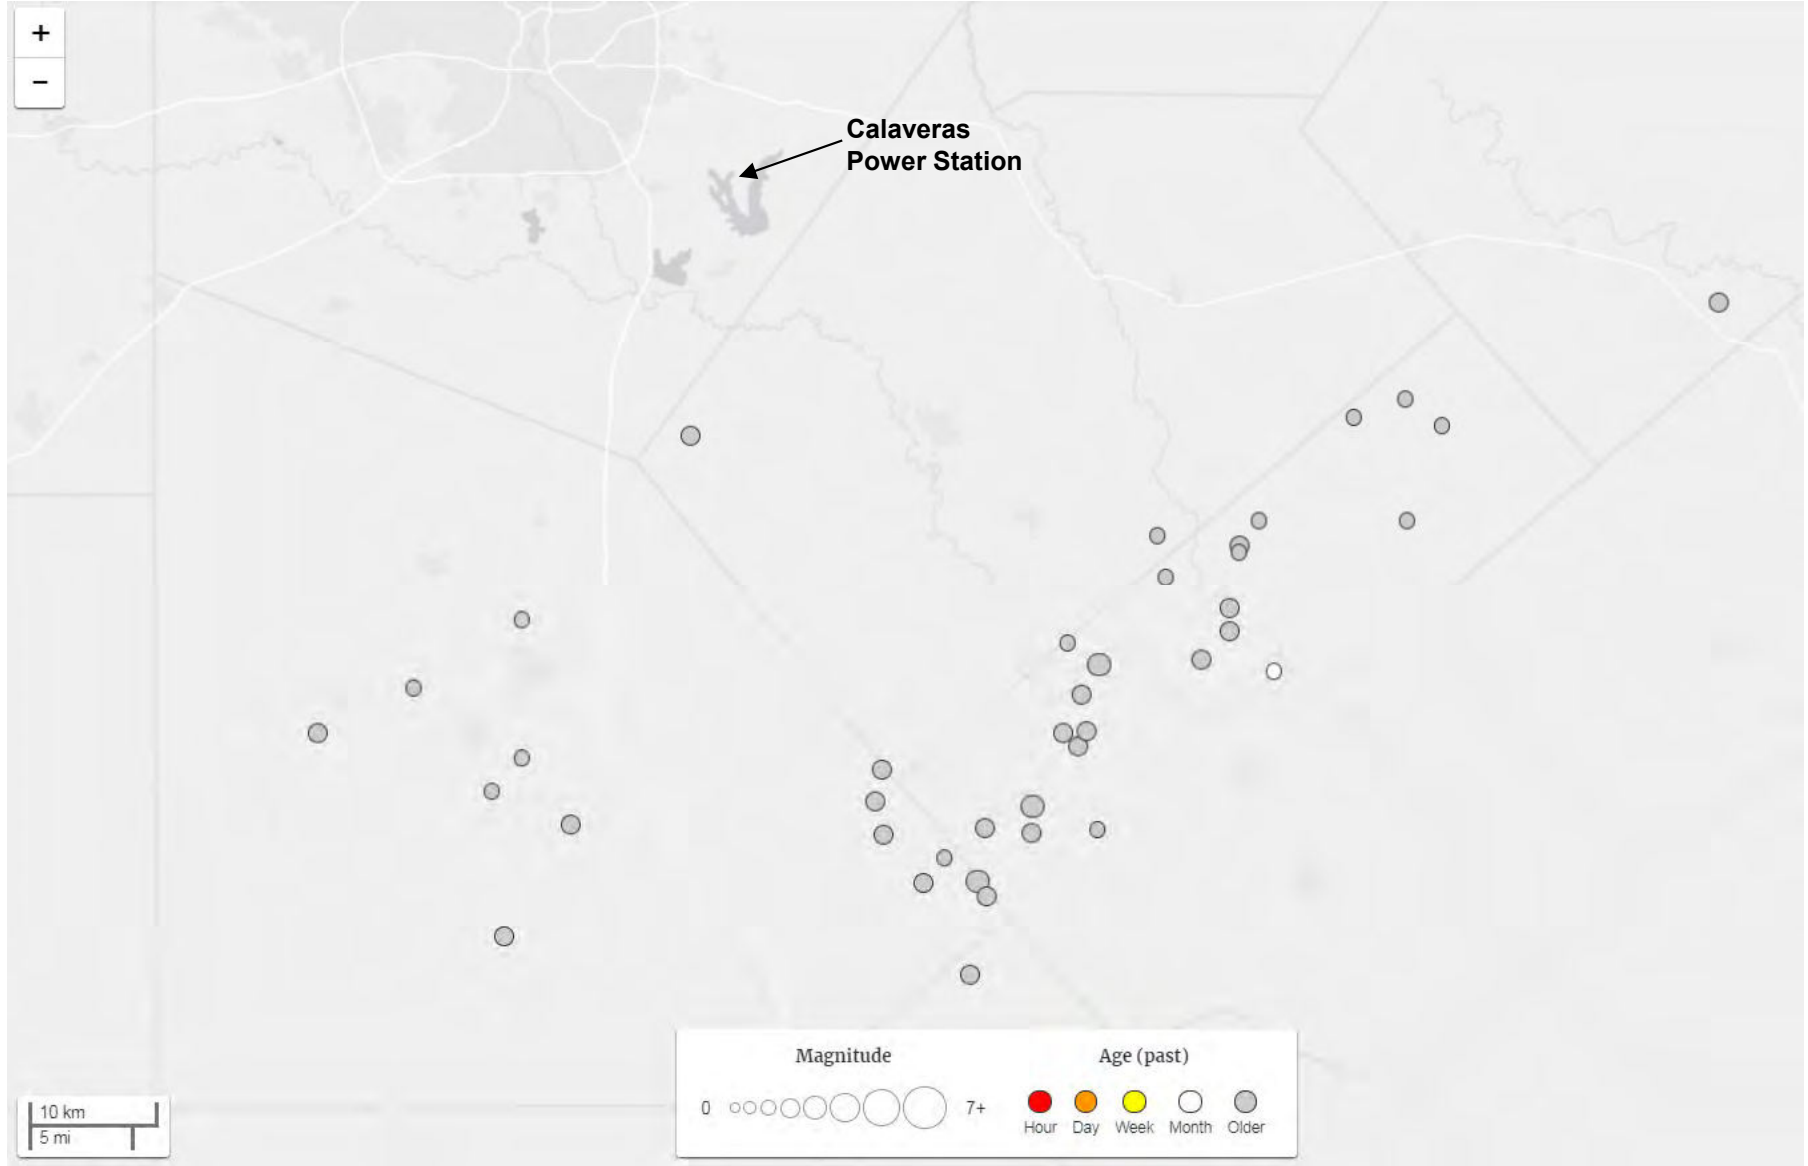 +
−
Calaveras
Power Station
Magnitude
0
7+
Age (past)
Hour Day Week Month Older
10 km
5 mi